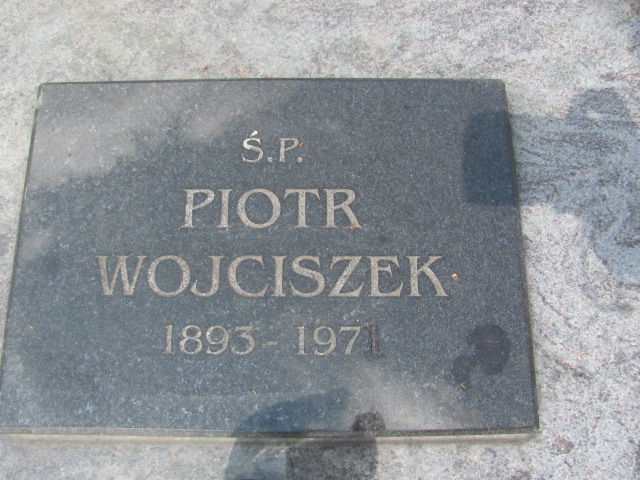 Ś.P.
PIOTR
WOJCISZEK
1893 - 1971